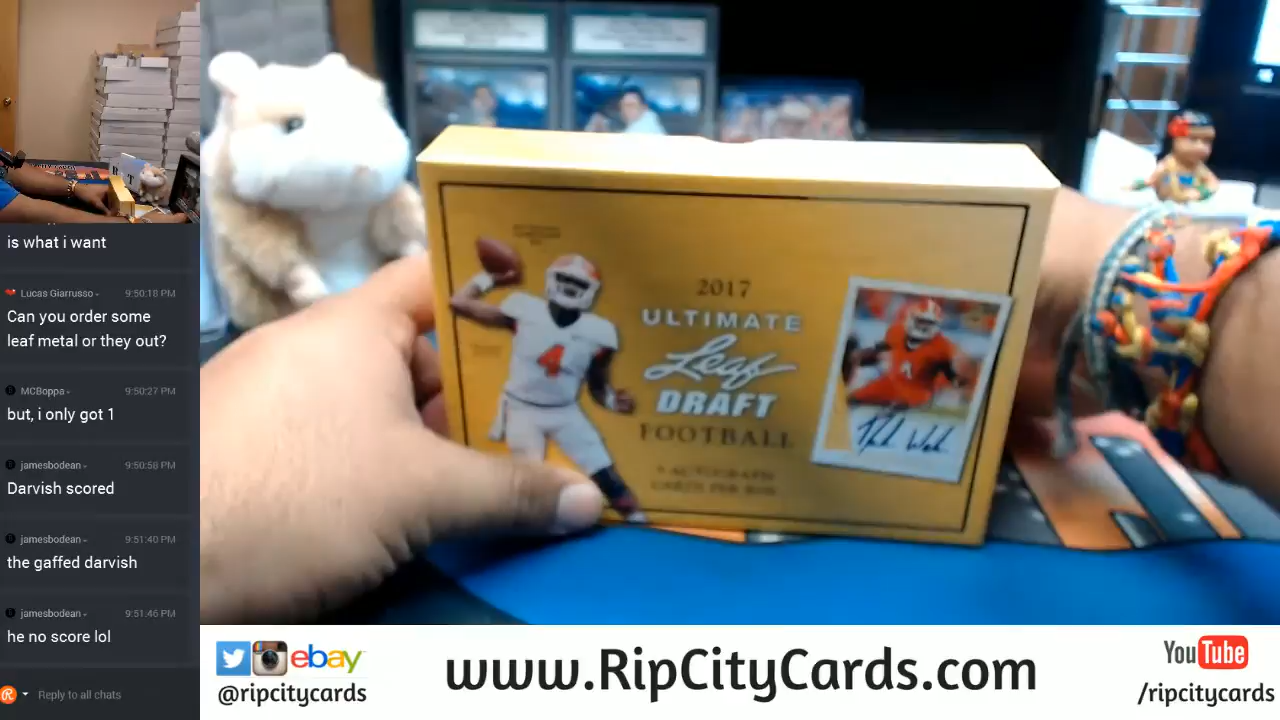 is what i want
Lucas Giarrusso 9:50:18 PM
Can you order some
leaf metal or they out?
MCBoppa 9:50:27 PM
but, i only got 1
jamesbodean 9:50:58 PM
Darvish scored
jamesbodean 9:51:40 PM
the gaffed darvish
jamesbodean 9:51:46 PM
he no score lol
Reply to all chats
2017
ULTIMATE
Leaf
DRAFT
FOOTBALL
CARDS PER BOX
4
ebay
@ripcitycards
www.RipCityCards.com
YouTube
/ripcitycards